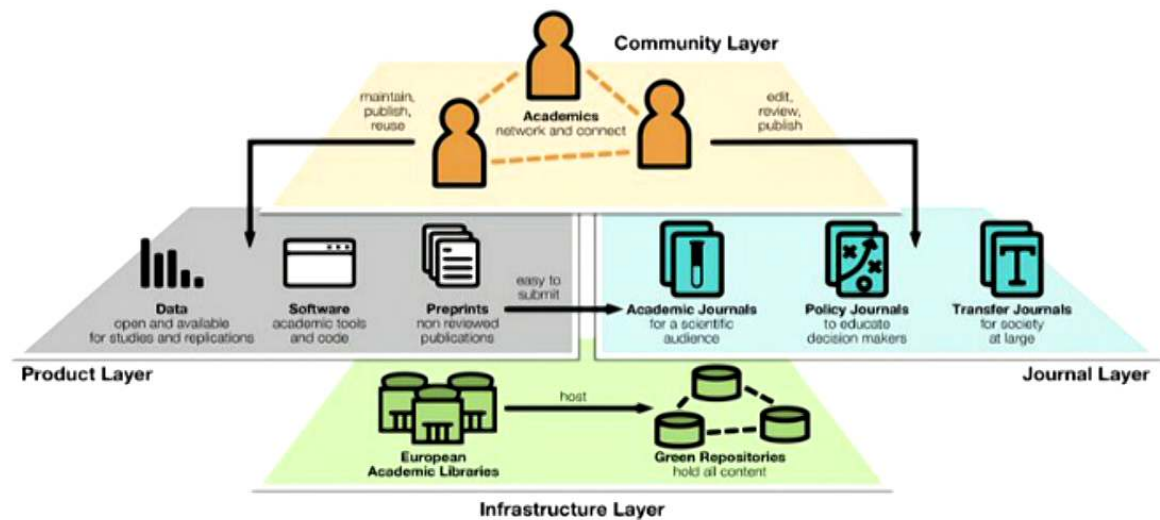 Community Layer
maintain,
publish,
reuse
Academics
network and connect
edit,
review,
publish
Data
open and available
for studies and replications
Software
academic tools
and code
Preprints
non reviewed
publications
easy to
submit
Academic Journals
for a scientific
audience
Policy Journals
to educate
decision makers
T
Transfer Journals
for society
at large
Product Layer
Journal Layer
European
Academic Libraries
host
Green Repositories
hold all content
Infrastructure Layer